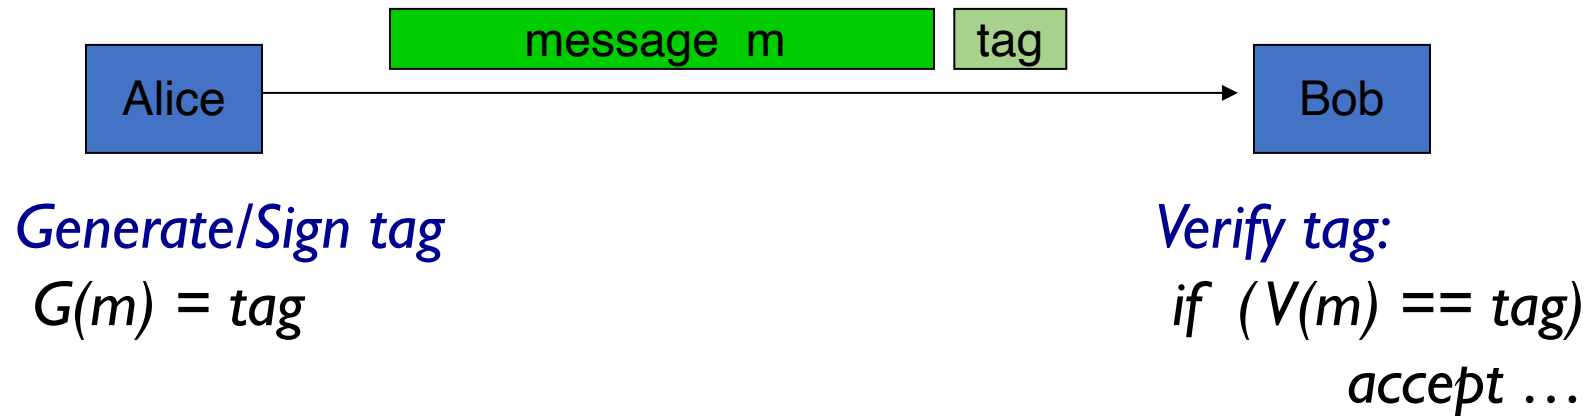 message m
tag
Alice
Bob
Generate/Sign tag
G(m) = tag
Verify tag:
if ( V(m) == tag)
accept …